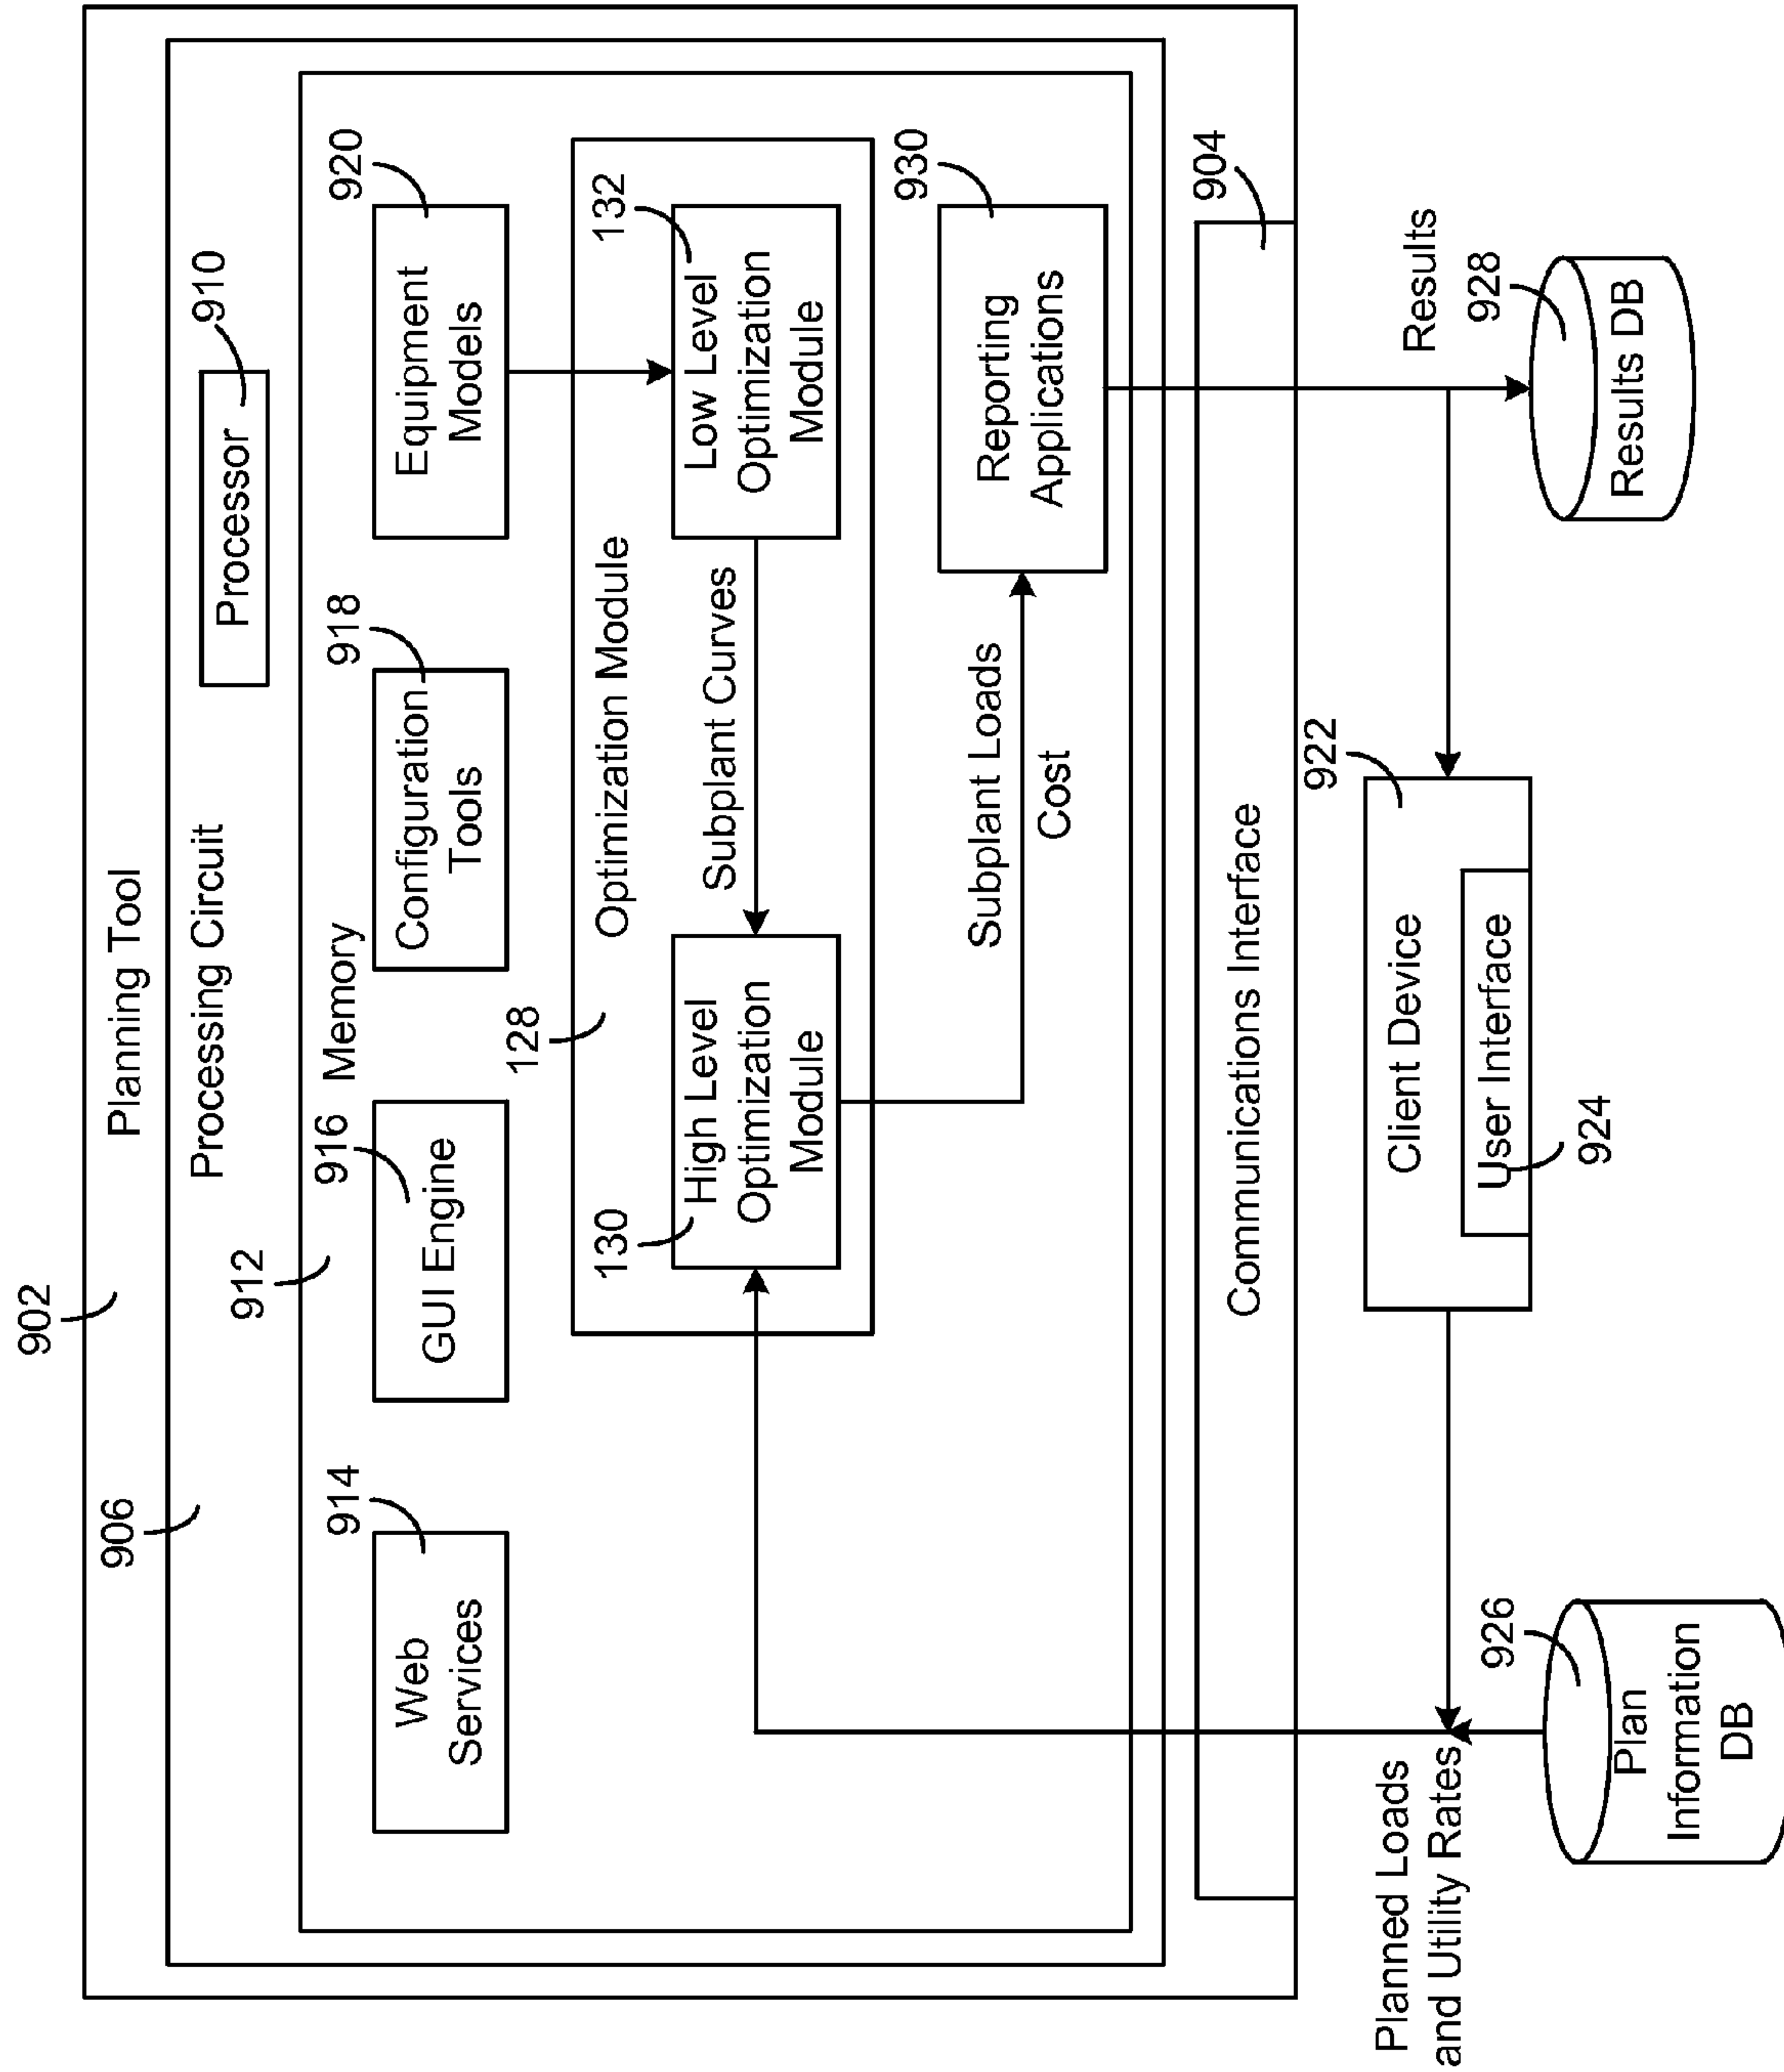 902
Planning Tool
906
Processing Circuit
Processor
910
912
Memory
914
916
918
920
Web
Services
GUI Engine
Configuration
Tools
Equipment
Models
128
Optimization Module
130
132
High Level
Optimization
Module
Subplant Curves
Low Level
Optimization
Module
930
Subplant Loads
Cost
Reporting
Applications
904
Communications Interface
922
Planned Loads
and Utility Rates
Client Device
User Interface
924
Results
926
928
Plan
Information
DB
Results DB